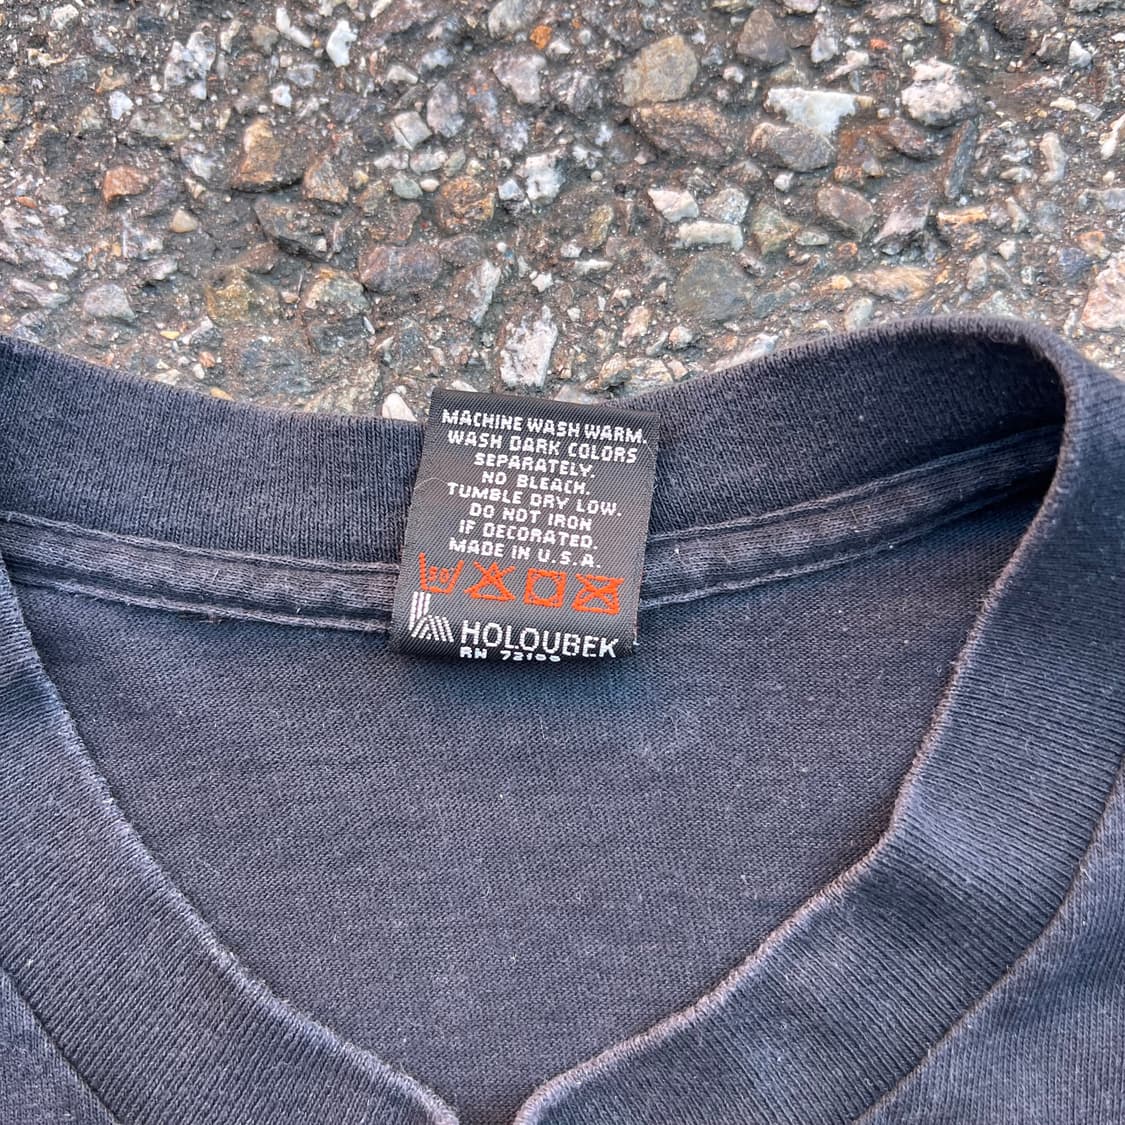 MACHINE WASH WARM.
WASH DARK COLORS
SEPARATELY.
NO BLEACH.
TUMBLE DRY LOW.
DO NOT IRON
IF DECORATED.
MADE IN U.S.A.
HOLOUBEK
RN